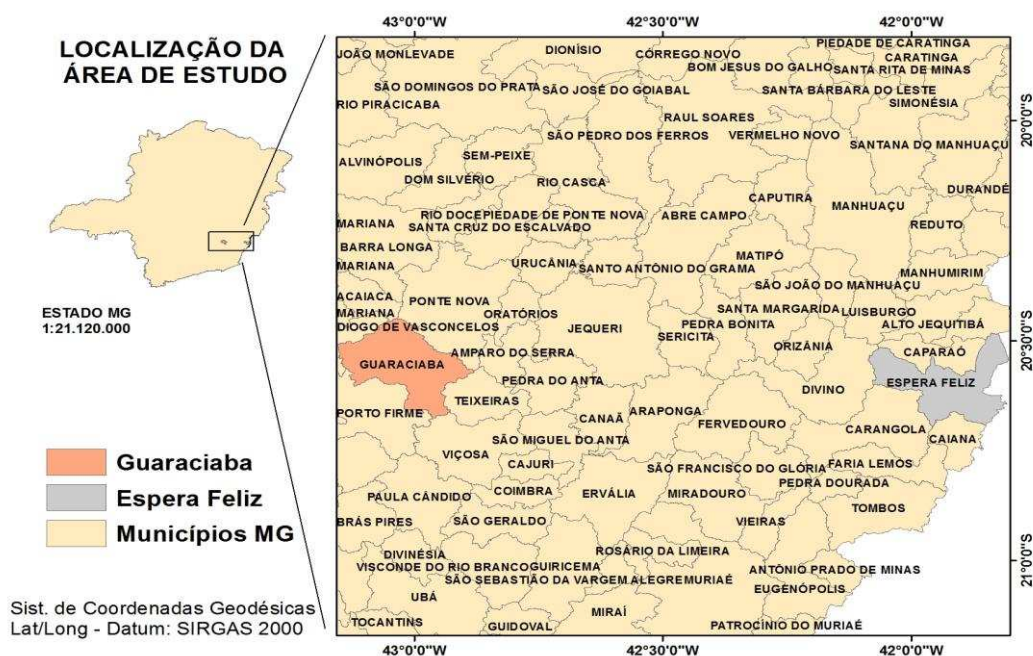 43°0'0"W 42°30'0"W 42°0'0"W
LOCALIZAÇÃO DA
ÁREA DE ESTUDO
ESTADO MG
1:21.120.000
JOÃO MONLEVADE
DIONÍSIO
CÓRREGO NOVO
PIEDADE DE CARATINGA
CARATINGA
BOM JESUS DO GALHO
SANTA RITA DE MINAS
SÃO DOMINGOS DO PRATA
SÃO JOSÉ DO GOIABAL
SANTA BÁRBARA DO LESTE
RIO PIRACICABA
SIMONÉSIA
RAUL SOARES
20°0'0"S
SÃO PEDRO DOS FERROS
VERMELHO NOVO
SANTANA DO MANHUAÇU
ALVINÓPOLIS
SEM-PEIXE
DOM SILVÉRIO
RIO CASCA
DURANDÉ
CAPUTIRA
MANHUAÇU
MARIANA
RIO DOCE
PIEDADE DE PONTE NOVA
ABRE CAMPO
REDUTO
SANTA CRUZ DO ESCALVADO
BARRA LONGA
MATIPÓ
MARIANA
URUCÂNIA
SANTO ANTÔNIO DO GRAMA
MANHUMIRIM
SÃO JOÃO DO MANHUAÇU
ACAIACA
PONTE NOVA
MARIANA
ORATÓRIOS
SANTA MARGARIDA
LUISBURGO
DIOGO DE VASCONCELOS
JEQUERI
PEDRA BONITA
ALTO JEQUITIBÁ
SERICITA
20°30'0"S
AMPARO DO SERRA
ORIZÂNIA
CAPARAÓ
GUARACIABA
PEDRA DO ANTA
DIVINO
ESPERA FELIZ
TEIXEIRAS
PORTO FIRME
CANAÃ
ARAPONGA
FERVEDOURO
CARANGOLA
CAIANA
SÃO MIGUEL DO ANTA
VIÇOSA
CAJURI
SÃO FRANCISCO DO GLÓRIA
FARIA LEMOS
PEDRA DOURADA
PAULA CÂNDIDO
COIMBRA
ERVÁLIA
MIRADOURO
TOMBOS
BRÁS PIRES
SÃO GERALDO
VIEIRAS
DIVINÉSIA
ROSÁRIO DA LIMEIRA
21°0'0"S
VISCONDE DO RIO BRANCO
GUIRICEMA
ANTÔNIO PRADO DE MINAS
SÃO SEBASTIÃO DA VARGEM ALEGRE
MURIAÉ
EUGENÓPOLIS
UBÁ
MIRAÍ
TOCANTINS
GUIDOVAL
PATROCÍNIO DO MURIAÉ
Guaraciaba
Espera Feliz
Municípios MG
Sist. de Coordenadas Geodésicas
Lat/Long - Datum: SIRGAS 2000
43°0'0"W 42°30'0"W 42°0'0"W